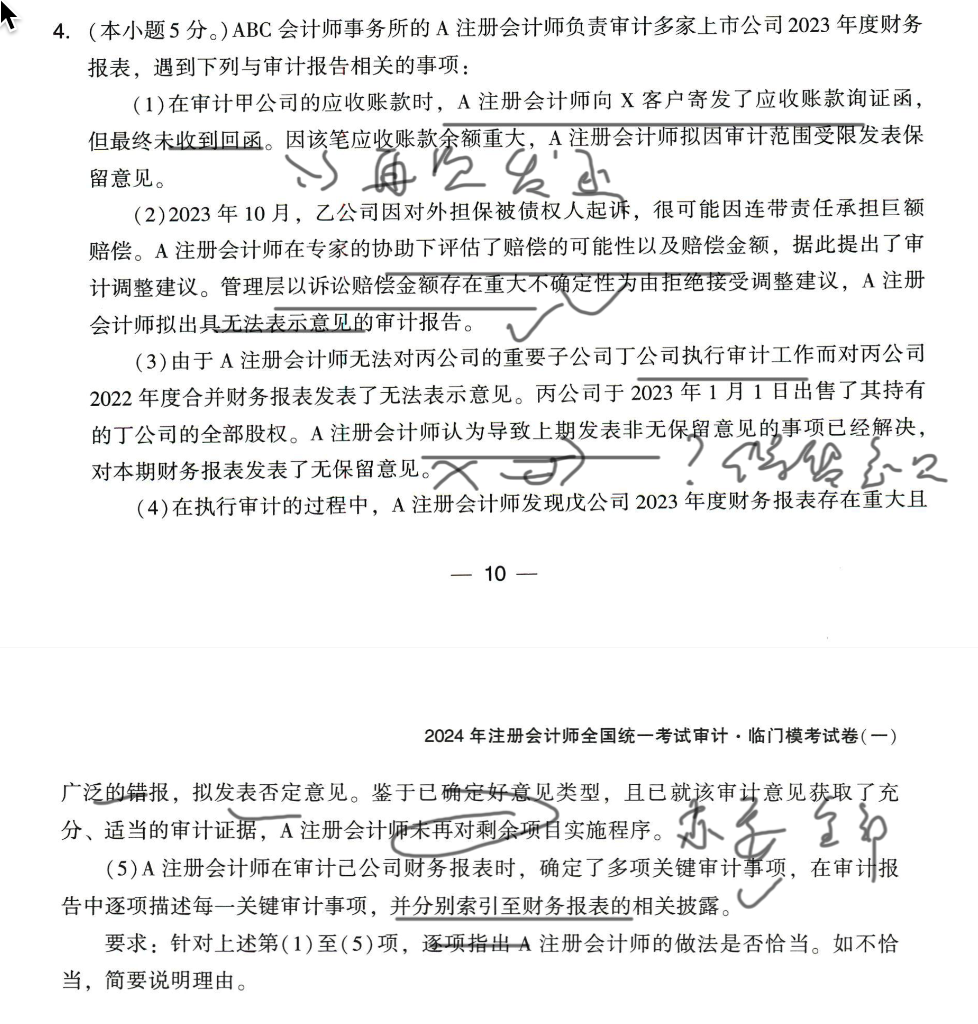 4. (本小题5分。)ABC会计师事务所的A注册会计师负责审计多家上市公司2023年度财务
报表，遇到下列与审计报告相关的事项：
(1)在审计甲公司的应收账款时，A注册会计师向X客户寄发了应收账款询证函，
但最终未收到回函。因该笔应收账款余额重大，A注册会计师拟因审计范围受限发表保
留意见。
再次发函
(2)2023年10月，乙公司因对外担保被债权人起诉，很可能因连带责任承担巨额
赔偿。A注册会计师在专家的协助下评估了赔偿的可能性以及赔偿金额，据此提出了审
计调整建议。管理层以诉讼赔偿金额存在重大不确定性为由拒绝接受调整建议，A注册
会计师拟出具无法表示意见的审计报告。
(3)由于A注册会计师无法对丙公司的重要子公司丁公司执行审计工作而对丙公司
2022年度合并财务报表发表了无法表示意见。丙公司于2023年1月1日出售了其持有
的丁公司的全部股权。A注册会计师认为导致上期发表非无保留意见的事项已经解决，
对本期财务报表发表了无保留意见。
? 保留意见
(4)在执行审计的过程中，A注册会计师发现戊公司2023年度财务报表存在重大且
— 10 —
2024年注册会计师全国统一考试审计·临门模考试卷(一)
广泛的错报，拟发表否定意见。鉴于已确定好意见类型，且已就该审计意见获取了充
分、适当的审计证据，A注册会计师未再对剩余项目实施程序。
全部
(5)A注册会计师在审计己公司财务报表时，确定了多项关键审计事项，在审计报
告中逐项描述每一关键审计事项，并分别索引至财务报表的相关披露。
要求：针对上述第(1)至(5)项，逐项指出A注册会计师的做法是否恰当。如不恰
当，简要说明理由。